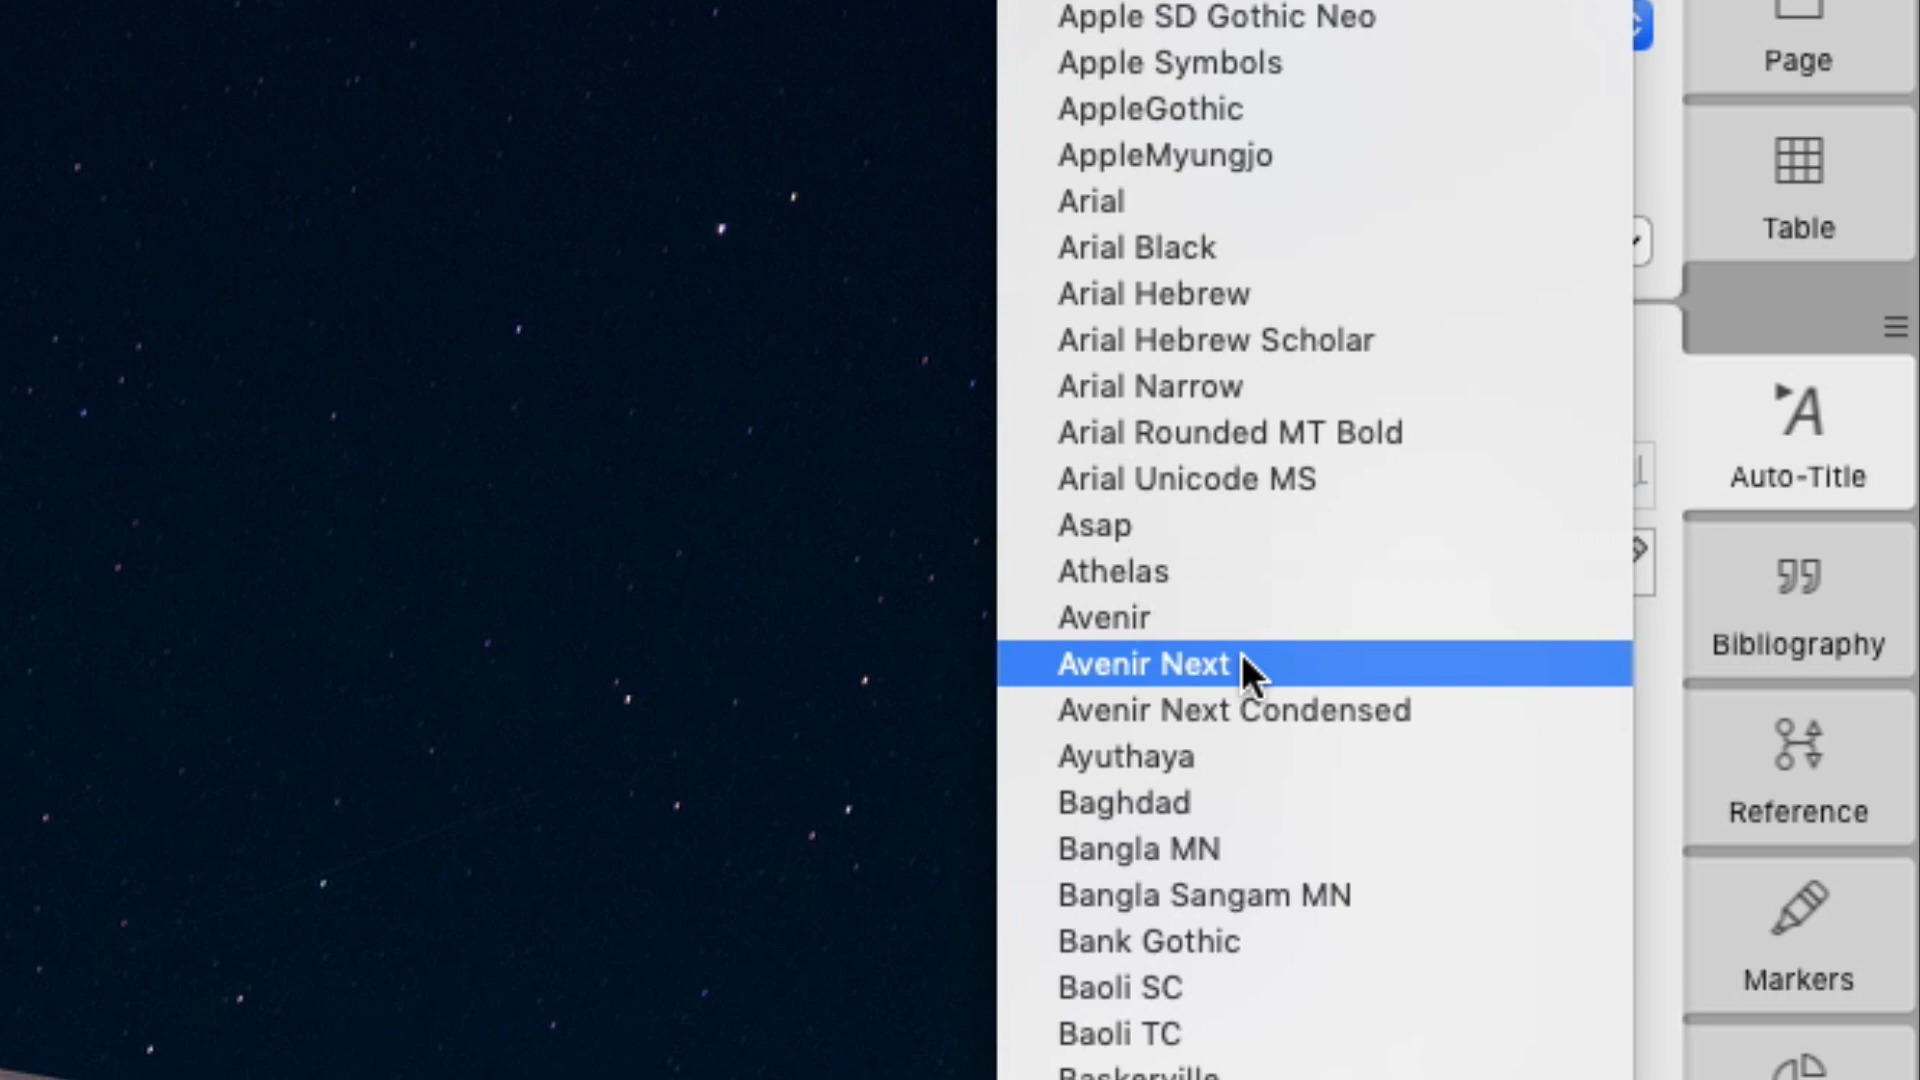 Apple SD Gothic Neo
Apple Symbols
AppleGothic
AppleMyungjo
Arial
Arial Black
Arial Hebrew
Arial Hebrew Scholar
Arial Narrow
Arial Rounded MT Bold
Arial Unicode MS
Asap
Athelas
Avenir
Avenir Next
Avenir Next Condensed
Ayuthaya
Baghdad
Bangla MN
Bangla Sangam MN
Bank Gothic
Baoli SC
Baoli TC
Baskerville
Page
Table
Auto-Title
Bibliography
Reference
Markers